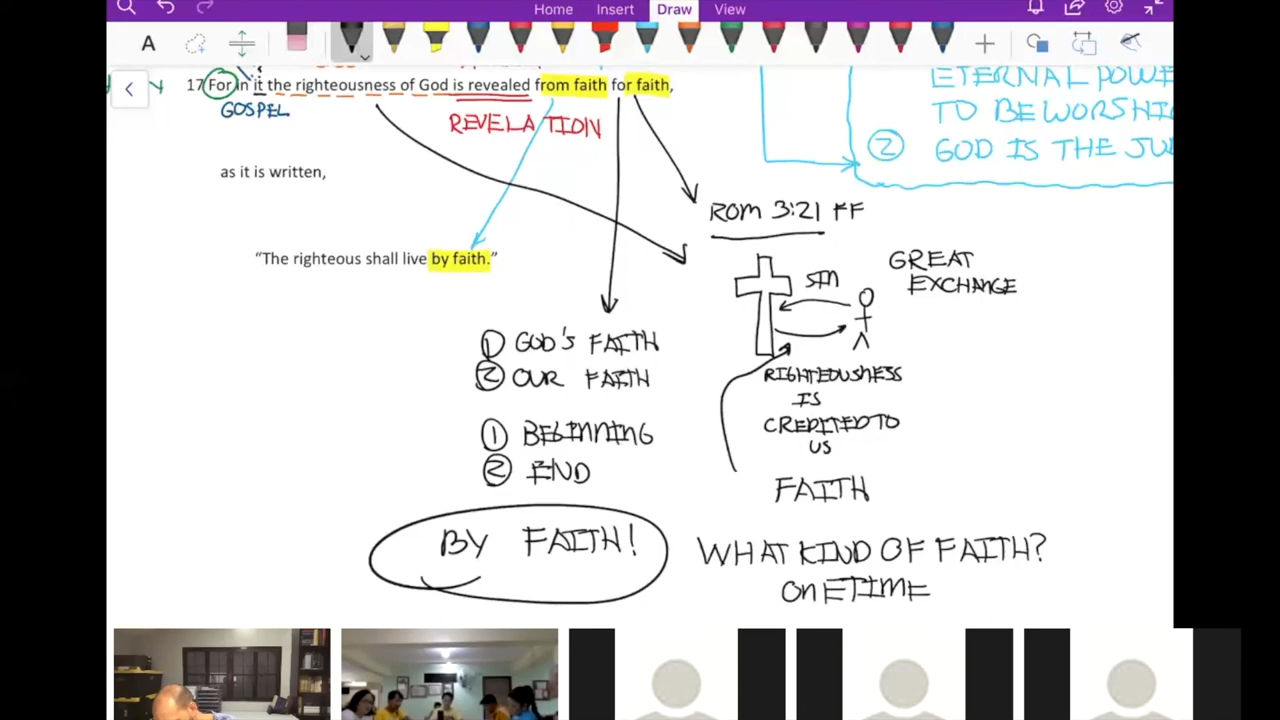 Home Insert Draw View
A
17 For in it the righteousness of God is revealed from faith for faith,
GOSPEL
REVELATION
ETERNAL POWE
TO BE WORSHI
② GOD IS THE JU
as it is written,
"The righteous shall live by faith."
ROM 3:21 FF
SIN
GREAT
EXCHANGE
① GOD'S FAITH
② OUR FAITH
① BEGINNING
② END
RIGHTEOUSNESS
IS
CREDITED TO
US
FAITH
BY FAITH!
WHAT KIND OF FAITH?
ONETIME